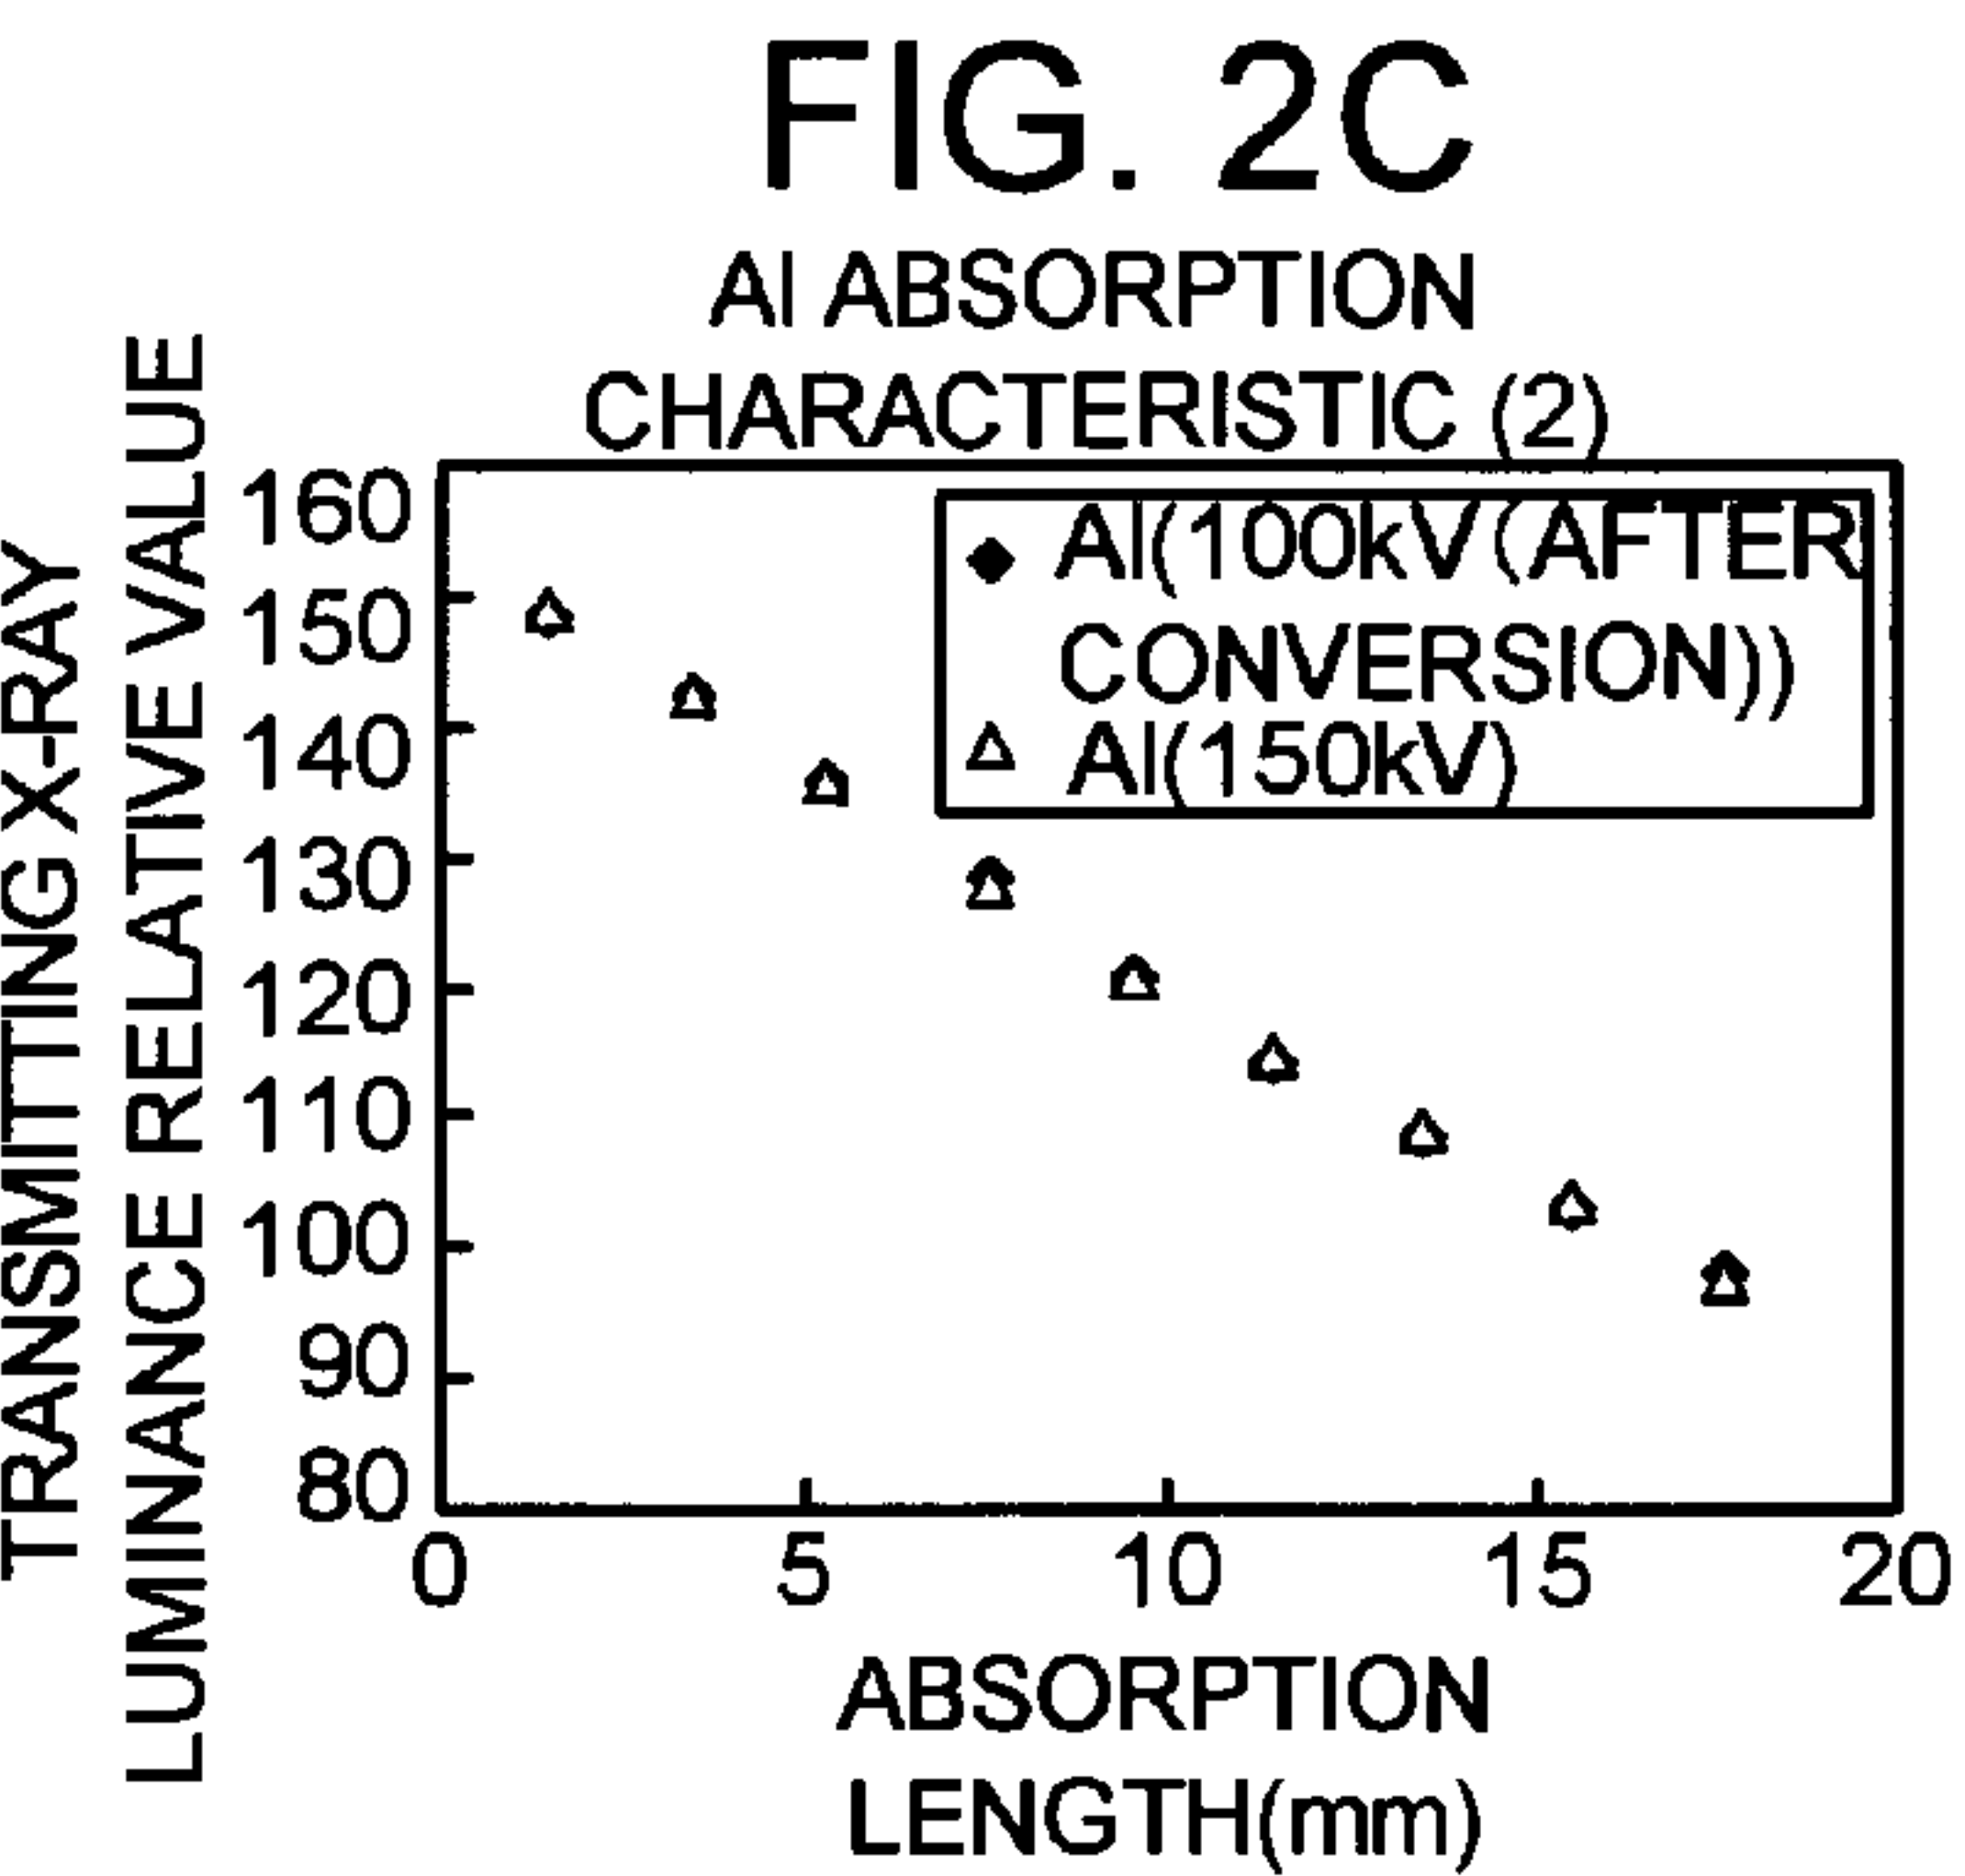 FIG. 2C
Al ABSORPTION
CHARACTERISTIC (2)
TRANSMITTING X-RAY
LUMINANCE RELATIVE VALUE
160
150
140
130
120
110
100
90
80
Al(100kV(AFTER
CONVERSION))
Al(150kV)
0 5 10 15 20
ABSORPTION
LENGTH(mm)